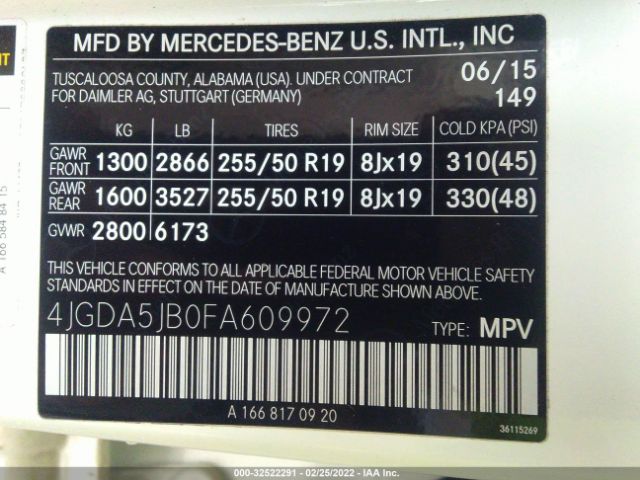 MFD BY MERCEDES-BENZ U.S. INTL., INC
TUSCALOOSA COUNTY, ALABAMA (USA). UNDER CONTRACT
FOR DAIMLER AG, STUTTGART (GERMANY)
06/15
149
KG LB TIRES RIM SIZE COLD KPA (PSI)
GAWR FRONT 1300 2866 255/50 R19 8Jx19 310(45)
GAWR REAR 1600 3527 255/50 R19 8Jx19 330(48)
GVWR 2800 6173
THIS VEHICLE CONFORMS TO ALL APPLICABLE FEDERAL MOTOR VEHICLE SAFETY
STANDARDS IN EFFECT ON THE DATE OF MANUFACTURE SHOWN ABOVE.
4JGDA5JB0FA609972 TYPE: MPV
A 166 817 09 20
36115269
A 166 584 84 15
000-32522291 - 02/25/2022 - IAA Inc.